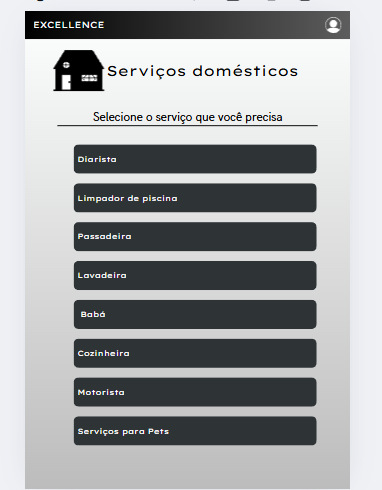 EXCELLENCE
Serviços domésticos
Selecione o serviço que você precisa
Diarista
Limpador de piscina
Passadeira
Lavadeira
Babá
Cozinheira
Motorista
Serviços para Pets